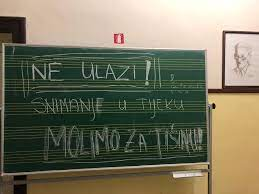 NE ULAZI!
SNIMANJE U TIJEKU
MOLIMO ZA TIŠINU!